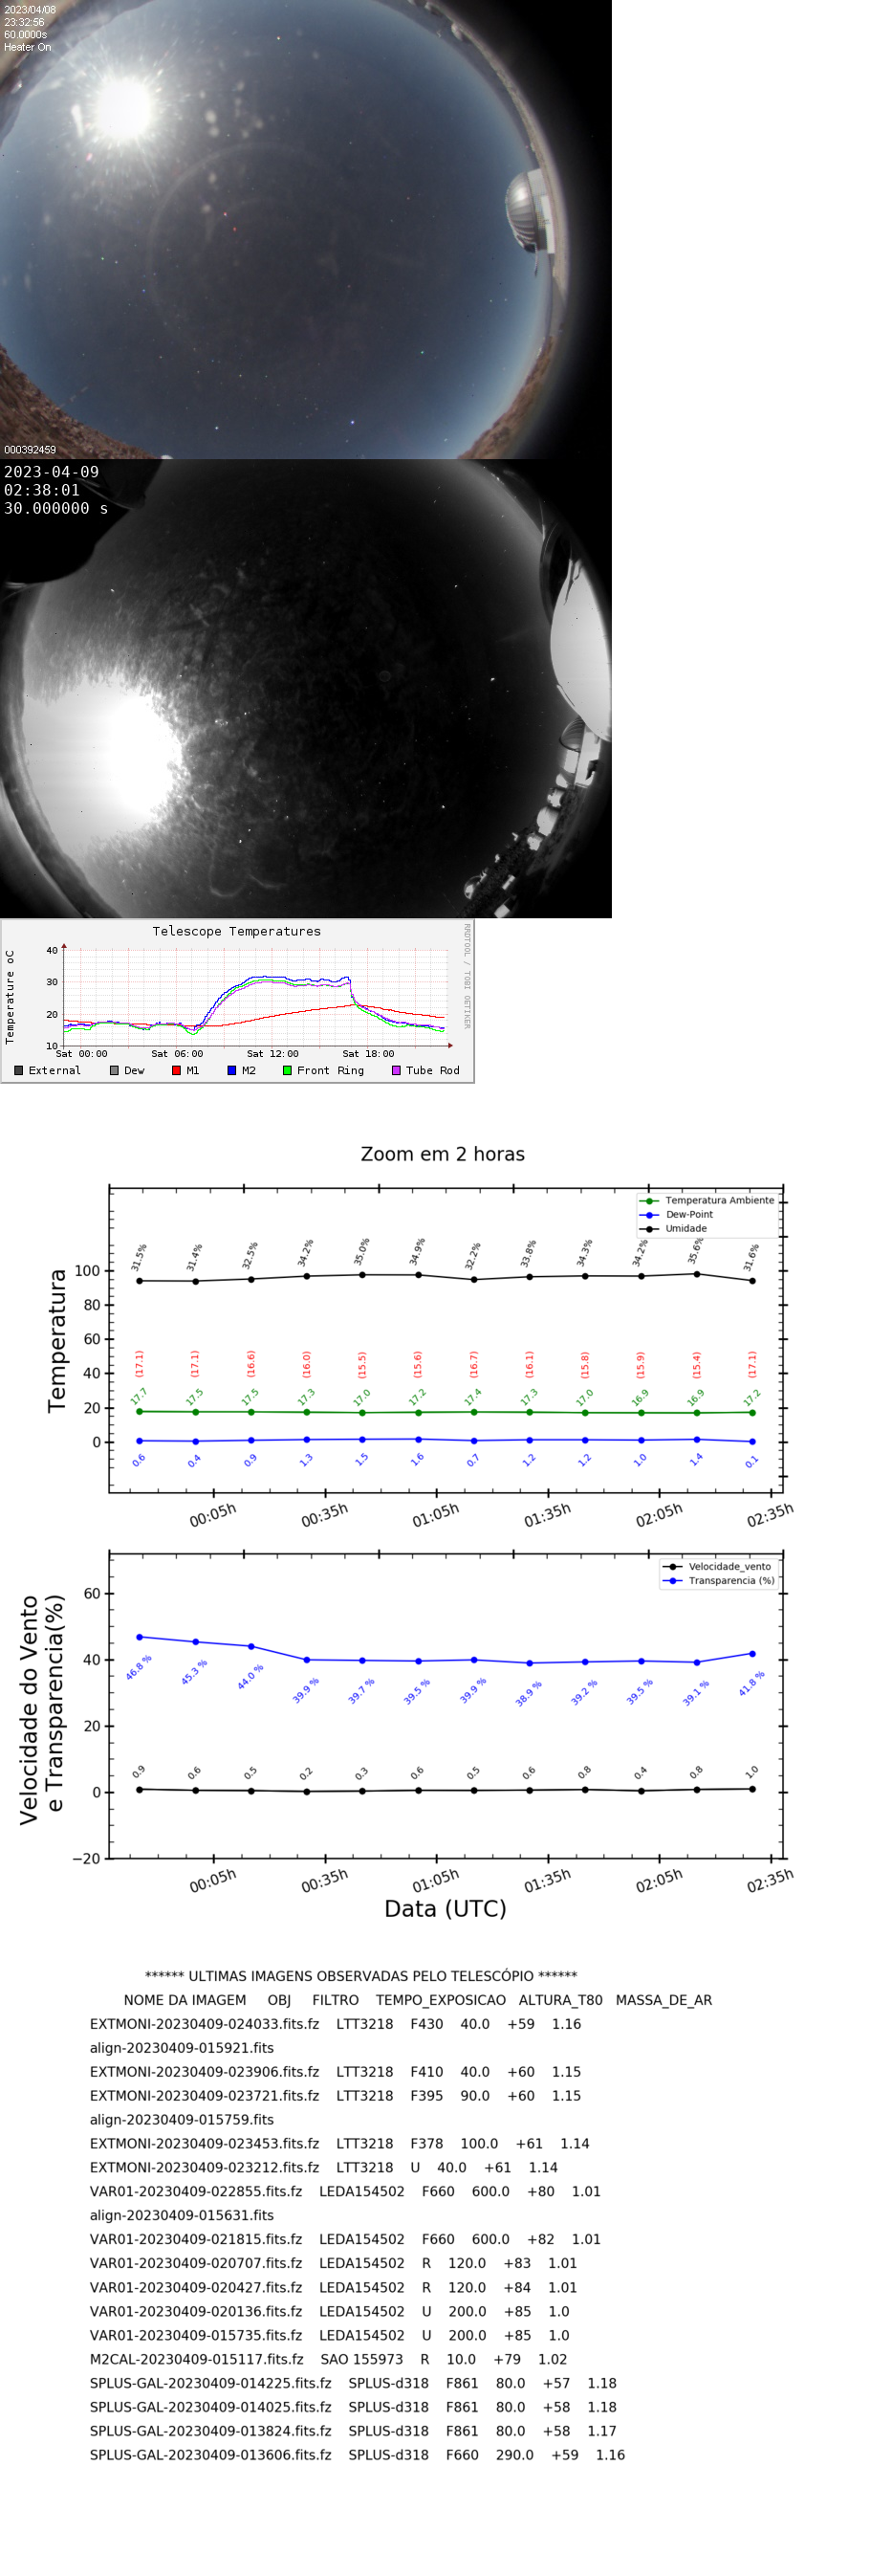 2023/04/08
23:32:56
60.0000s
Heater On
000392459
2023-04-09
02:38:01
30.000000 s
Telescope Temperatures
RRDTOOL / TOBI OETIKER
Temperature oC
40
30
20
10
Sat 00:00 Sat 06:00 Sat 12:00 Sat 18:00
External Dew M1 M2 Front Ring Tube Rod
Zoom em 2 horas
Temperatura Ambiente
Dew-Point
Umidade
31.5% 31.4% 32.5% 34.2% 35.0% 34.9% 32.2% 33.8% 34.3% 34.2% 35.6% 31.6%
Temperatura
100
80
60
40
20
0
(17.1) (17.1) (16.6) (16.0) (15.5) (15.6) (16.7) (16.1) (15.8) (15.9) (15.4) (17.1)
17.7 17.5 17.5 17.3 17.0 17.2 17.4 17.3 17.0 16.9 16.9 17.2
0.6 0.4 0.9 1.3 1.5 1.6 0.7 1.2 1.2 1.0 1.4 0.1
00:05h 00:35h 01:05h 01:35h 02:05h 02:35h
Velocidade_vento
Transparencia (%)
Velocidade do Vento
e Transparencia(%)
60
40
20
0
−20
46.8 % 45.3 % 44.0 % 39.9 % 39.7 % 39.5 % 39.9 % 38.9 % 39.2 % 39.5 % 39.1 % 41.8 %
0.9 0.6 0.5 0.2 0.3 0.6 0.5 0.6 0.8 0.4 0.8 1.0
00:05h 00:35h 01:05h 01:35h 02:05h 02:35h
Data (UTC)
****** ULTIMAS IMAGENS OBSERVADAS PELO TELESCÓPIO ******
NOME DA IMAGEM OBJ FILTRO TEMPO_EXPOSICAO ALTURA_T80 MASSA_DE_AR
EXTMONI-20230409-024033.fits.fz LTT3218 F430 40.0 +59 1.16
align-20230409-015921.fits
EXTMONI-20230409-023906.fits.fz LTT3218 F410 40.0 +60 1.15
EXTMONI-20230409-023721.fits.fz LTT3218 F395 90.0 +60 1.15
align-20230409-015759.fits
EXTMONI-20230409-023453.fits.fz LTT3218 F378 100.0 +61 1.14
EXTMONI-20230409-023212.fits.fz LTT3218 U 40.0 +61 1.14
VAR01-20230409-022855.fits.fz LEDA154502 F660 600.0 +80 1.01
align-20230409-015631.fits
VAR01-20230409-021815.fits.fz LEDA154502 F660 600.0 +82 1.01
VAR01-20230409-020707.fits.fz LEDA154502 R 120.0 +83 1.01
VAR01-20230409-020427.fits.fz LEDA154502 R 120.0 +84 1.01
VAR01-20230409-020136.fits.fz LEDA154502 U 200.0 +85 1.0
VAR01-20230409-015735.fits.fz LEDA154502 U 200.0 +85 1.0
M2CAL-20230409-015117.fits.fz SAO 155973 R 10.0 +79 1.02
SPLUS-GAL-20230409-014225.fits.fz SPLUS-d318 F861 80.0 +57 1.18
SPLUS-GAL-20230409-014025.fits.fz SPLUS-d318 F861 80.0 +58 1.18
SPLUS-GAL-20230409-013824.fits.fz SPLUS-d318 F861 80.0 +58 1.17
SPLUS-GAL-20230409-013606.fits.fz SPLUS-d318 F660 290.0 +59 1.16